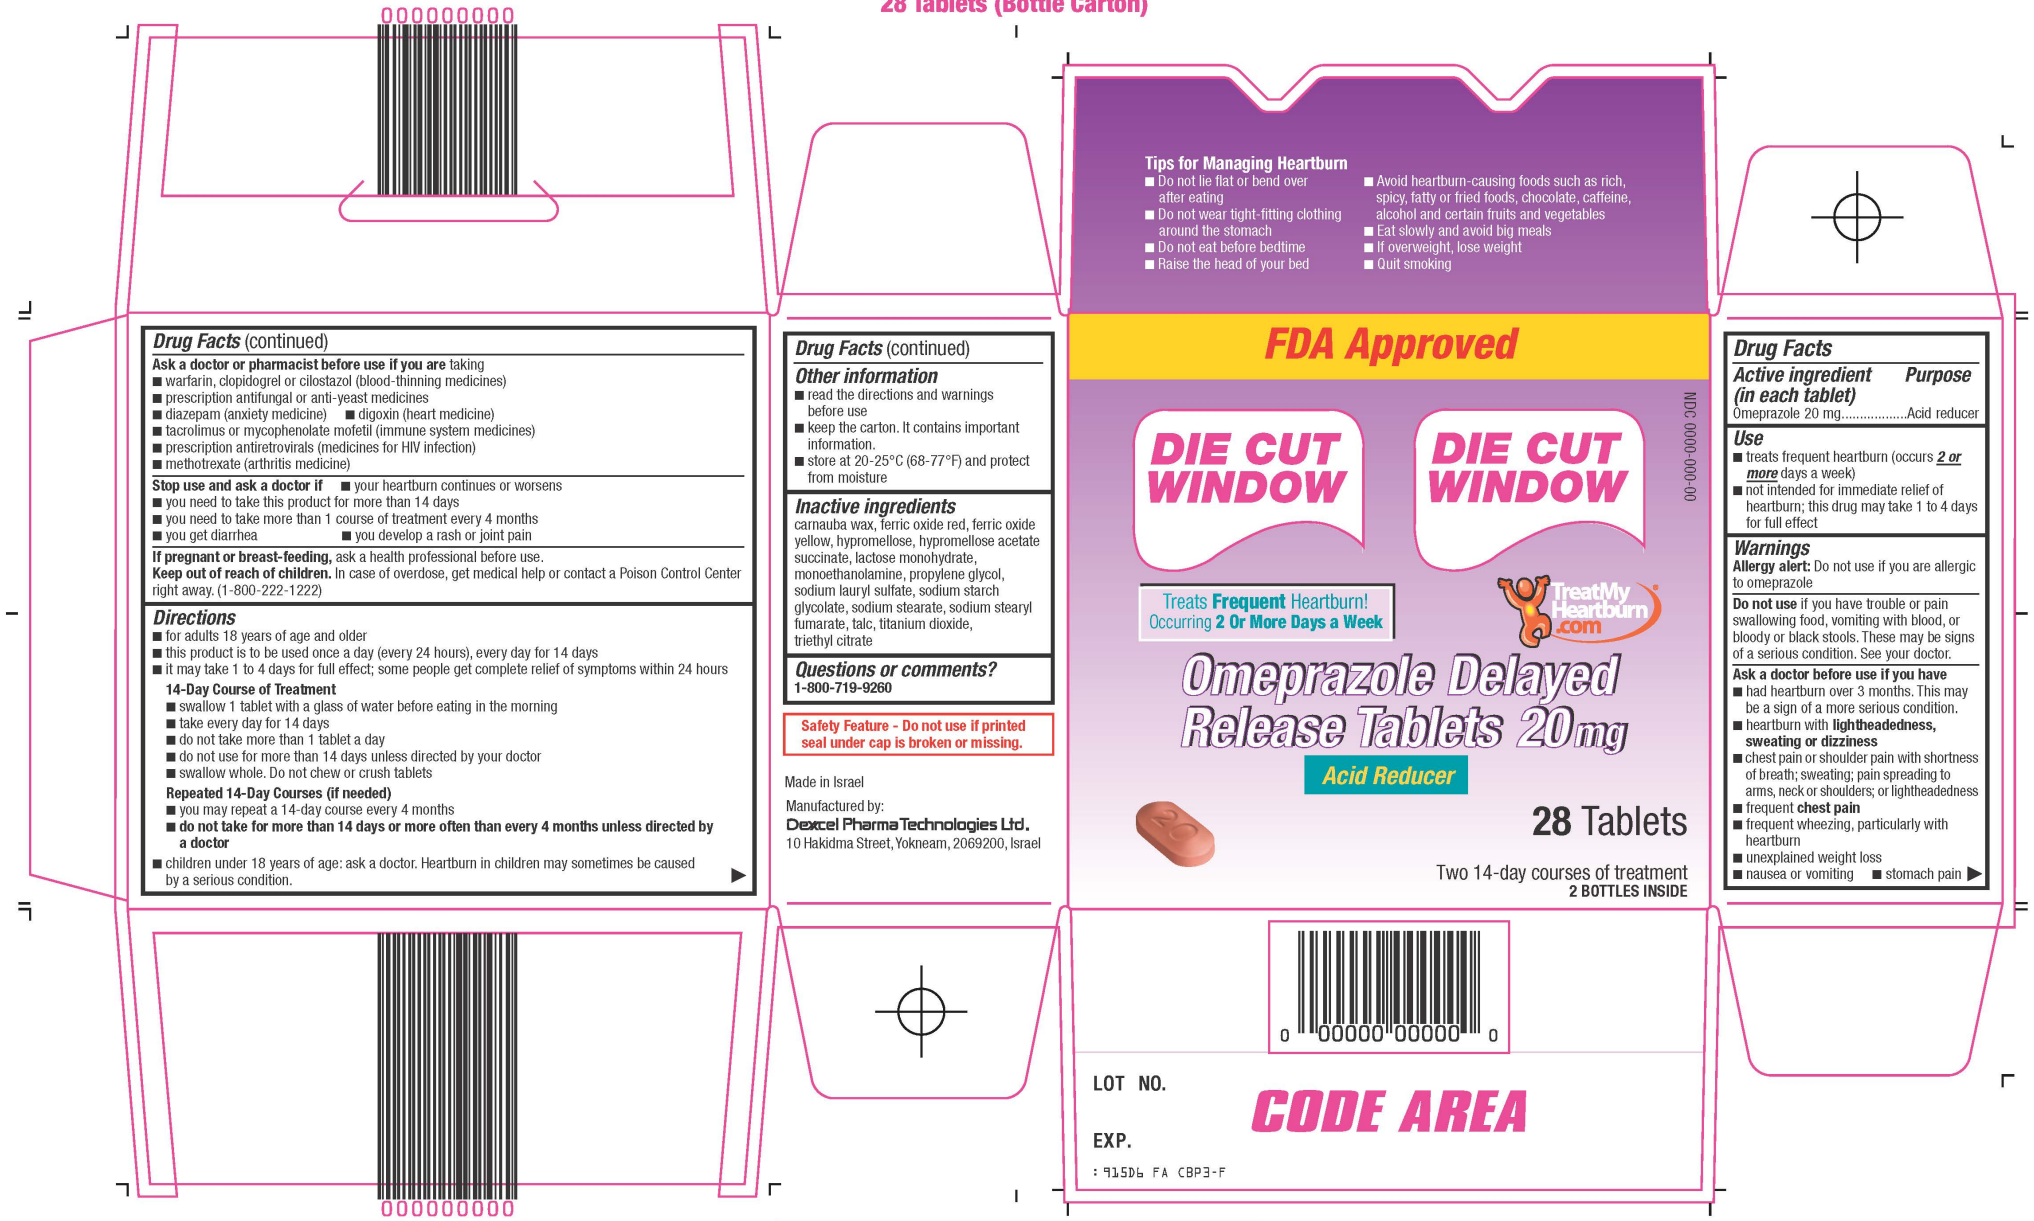 28 Tablets (Bottle Carton)
000000000
Tips for Managing Heartburn
■ Do not lie flat or bend over
after eating
■ Do not wear tight-fitting clothing
around the stomach
■ Do not eat before bedtime
■ Raise the head of your bed
■ Avoid heartburn-causing foods such as rich,
spicy, fatty or fried foods, chocolate, caffeine,
alcohol and certain fruits and vegetables
■ Eat slowly and avoid big meals
■ If overweight, lose weight
■ Quit smoking
Drug Facts (continued)
Ask a doctor or pharmacist before use if you are taking
■ warfarin, clopidogrel or cilostazol (blood-thinning medicines)
■ prescription antifungal or anti-yeast medicines
■ diazepam (anxiety medicine) ■ digoxin (heart medicine)
■ tacrolimus or mycophenolate mofetil (immune system medicines)
■ prescription antiretrovirals (medicines for HIV infection)
■ methotrexate (arthritis medicine)
Stop use and ask a doctor if ■ your heartburn continues or worsens
■ you need to take this product for more than 14 days
■ you need to take more than 1 course of treatment every 4 months
■ you get diarrhea ■ you develop a rash or joint pain
If pregnant or breast-feeding, ask a health professional before use.
Keep out of reach of children. In case of overdose, get medical help or contact a Poison Control Center
right away. (1-800-222-1222)
Directions
■ for adults 18 years of age and older
■ this product is to be used once a day (every 24 hours), every day for 14 days
■ it may take 1 to 4 days for full effect; some people get complete relief of symptoms within 24 hours
14-Day Course of Treatment
■ swallow 1 tablet with a glass of water before eating in the morning
■ take every day for 14 days
■ do not take more than 1 tablet a day
■ do not use for more than 14 days unless directed by your doctor
■ swallow whole. Do not chew or crush tablets
Repeated 14-Day Courses (if needed)
■ you may repeat a 14-day course every 4 months
■ do not take for more than 14 days or more often than every 4 months unless directed by
a doctor
■ children under 18 years of age: ask a doctor. Heartburn in children may sometimes be caused
by a serious condition.
Drug Facts (continued)
Other information
■ read the directions and warnings
before use
■ keep the carton. It contains important
information.
■ store at 20-25°C (68-77°F) and protect
from moisture
Inactive ingredients
carnauba wax, ferric oxide red, ferric oxide
yellow, hypromellose, hypromellose acetate
succinate, lactose monohydrate,
monoethanolamine, propylene glycol,
sodium lauryl sulfate, sodium starch
glycolate, sodium stearate, sodium stearyl
fumarate, talc, titanium dioxide,
triethyl citrate
Questions or comments?
1-800-719-9260
Safety Feature - Do not use if printed
seal under cap is broken or missing.
Made in Israel
Manufactured by:
Dexcel Pharma Technologies Ltd.
10 Hakidma Street, Yokneam, 2069200, Israel
FDA Approved
NDC 0000-000-00
DIE CUT
WINDOW
DIE CUT
WINDOW
Treats Frequent Heartburn!
Occurring 2 Or More Days a Week
TreatMy
Heartburn®
.com
Omeprazole Delayed
Release Tablets 20 mg
Acid Reducer
20
28 Tablets
Two 14-day courses of treatment
2 BOTTLES INSIDE
Drug Facts
Active ingredient Purpose
(in each tablet)
Omeprazole 20 mg..................Acid reducer
Use
■ treats frequent heartburn (occurs 2 or
more days a week)
■ not intended for immediate relief of
heartburn; this drug may take 1 to 4 days
for full effect
Warnings
Allergy alert: Do not use if you are allergic
to omeprazole
Do not use if you have trouble or pain
swallowing food, vomiting with blood, or
bloody or black stools. These may be signs
of a serious condition. See your doctor.
Ask a doctor before use if you have
■ had heartburn over 3 months. This may
be a sign of a more serious condition.
■ heartburn with lightheadedness,
sweating or dizziness
■ chest pain or shoulder pain with shortness
of breath; sweating; pain spreading to
arms, neck or shoulders; or lightheadedness
■ frequent chest pain
■ frequent wheezing, particularly with
heartburn
■ unexplained weight loss
■ nausea or vomiting ■ stomach pain
0 00000 00000 0
LOT NO.
CODE AREA
EXP.
: 915D6 FA CBP3-F
000000000